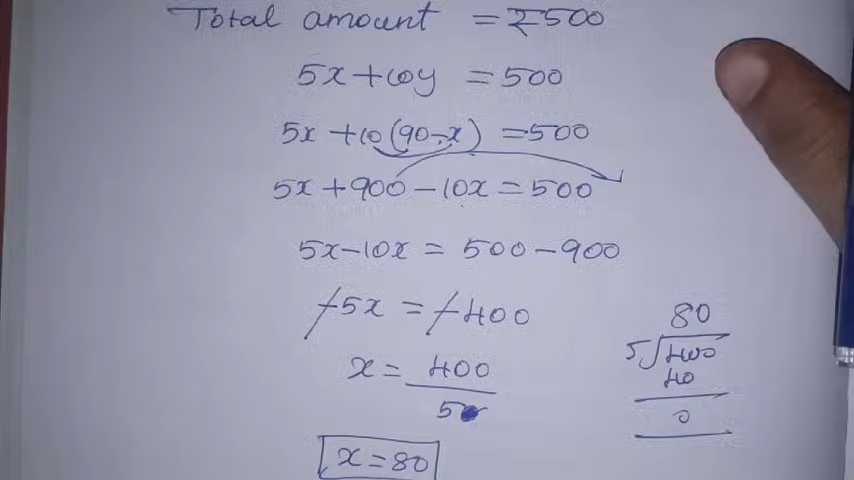 Total amount = ₹500
5x + 10y = 500
5x + 10(90-x) = 500
5x + 900 - 10x = 500
5x - 10x = 500 - 900
-5x = -400
x = 400
5
x = 80
80
5 400
40
0